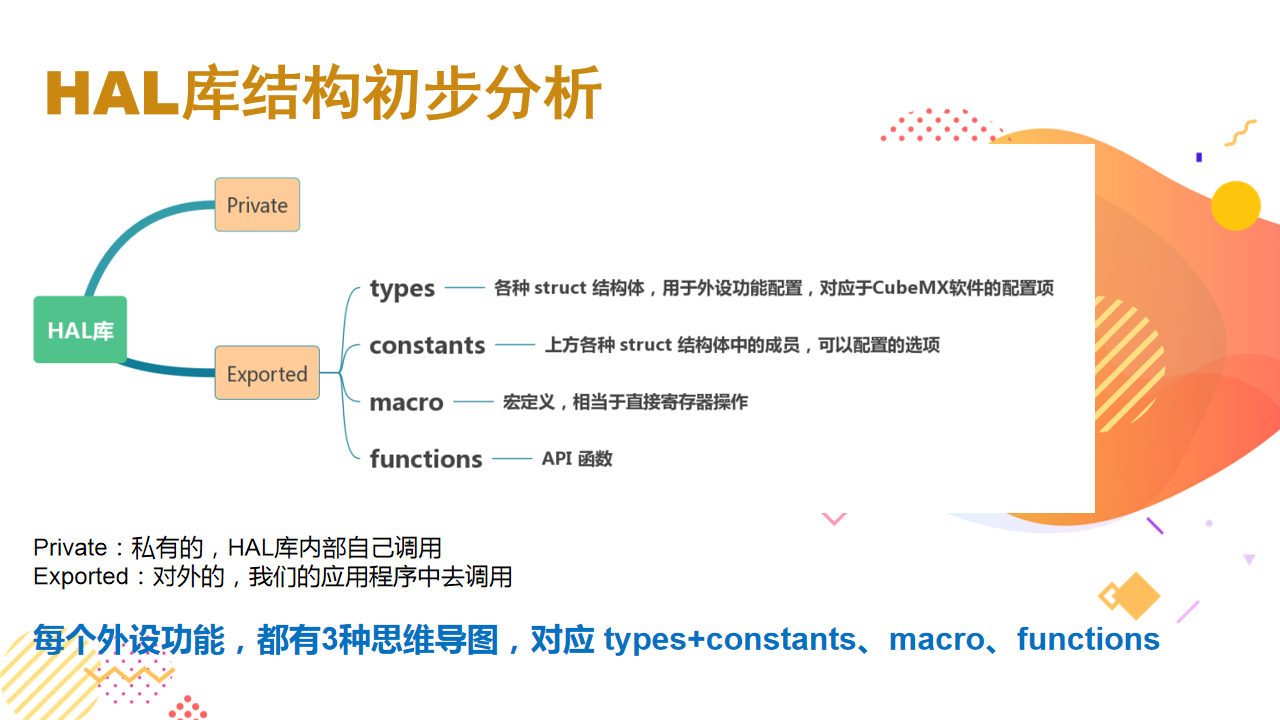 HAL库结构初步分析
Private
HAL库
Exported
types
各种 struct 结构体，用于外设功能配置，对应于CubeMX软件的配置项
constants
上方各种 struct 结构体中的成员，可以配置的选项
macro
宏定义，相当于直接寄存器操作
functions
API 函数
Private：私有的，HAL库内部自己调用
Exported：对外的，我们的应用程序中去调用
每个外设功能，都有3种思维导图，对应 types+constants、macro、functions